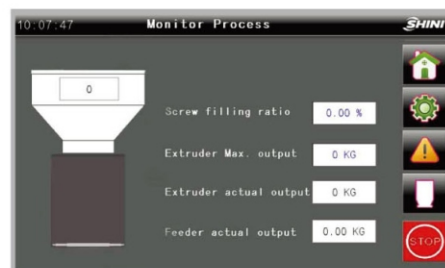 10:07:47 Monitor Process SHINI
0
Screw filling ratio 0.00 %
Extruder Max. output 0 KG
Extruder actual output 0 KG
Feeder actual output 0.00 KG
STOP